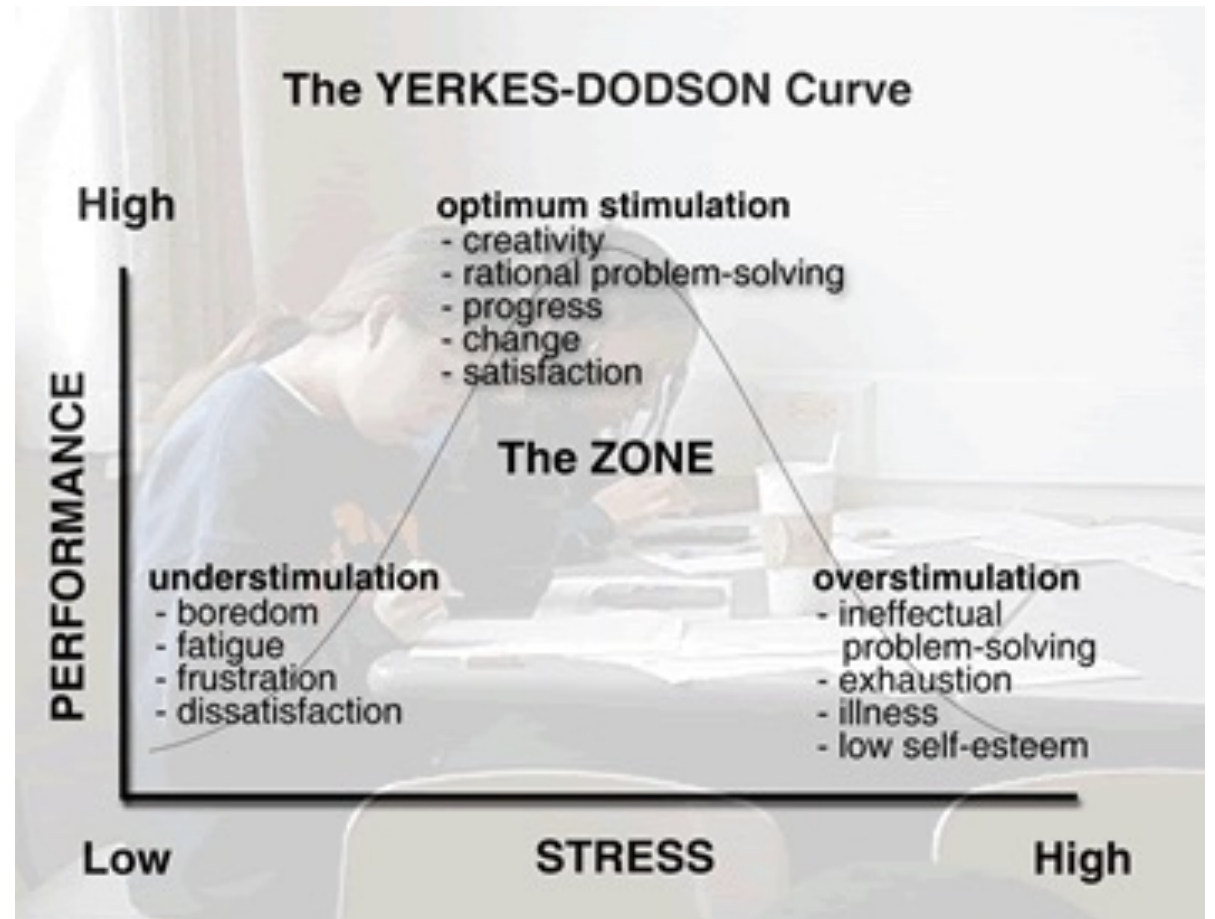 The YERKES-DODSON Curve
High
optimum stimulation
- creativity
- rational problem-solving
- progress
- change
- satisfaction
PERFORMANCE
The ZONE
understimulation
- boredom
- fatigue
- frustration
- dissatisfaction
overstimulation
- ineffectual
problem-solving
- exhaustion
- illness
- low self-esteem
Low
STRESS
High